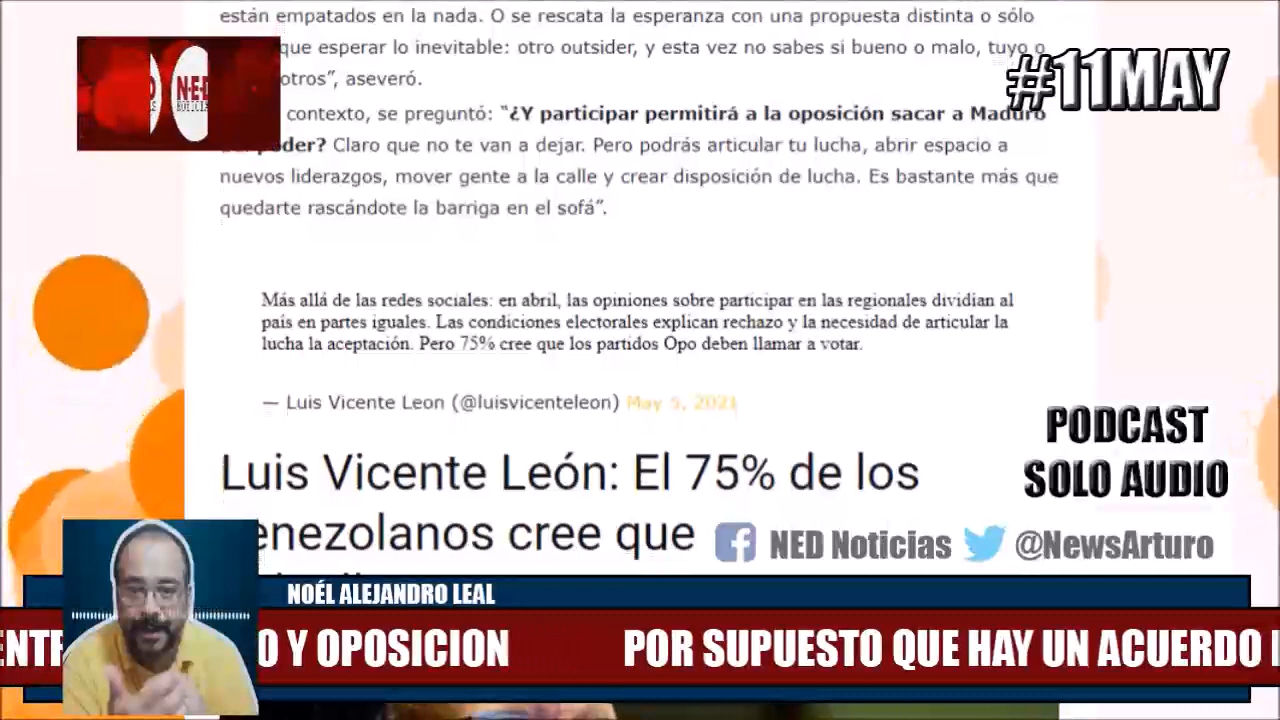 están empatados en la nada. O se rescata la esperanza con una propuesta distinta o sólo
que esperar lo inevitable: otro outsider, y esta vez no sabes si bueno o malo, tuyo o
otros”, aseveró.
#11MAY
NED
contexto, se preguntó: “¿Y participar permitirá a la oposición sacar a Maduro
poder? Claro que no te van a dejar. Pero podrás articular tu lucha, abrir espacio a
nuevos liderazgos, mover gente a la calle y crear disposición de lucha. Es bastante más que
quedarte rascándote la barriga en el sofá”.
Más allá de las redes sociales: en abril, las opiniones sobre participar en las regionales dividían al
país en partes iguales. Las condiciones electorales explican rechazo y la necesidad de articular la
lucha la aceptación. Pero 75% cree que los partidos Opo deben llamar a votar.
— Luis Vicente Leon (@luisvicenteleon) May 5, 2021
Luis Vicente León: El 75% de los
enezolanos cree que
PODCAST
SOLO AUDIO
NED Noticias @NewsArturo
NOÉL ALEJANDRO LEAL
O Y OPOSICION POR SUPUESTO QUE HAY UN ACUERDO